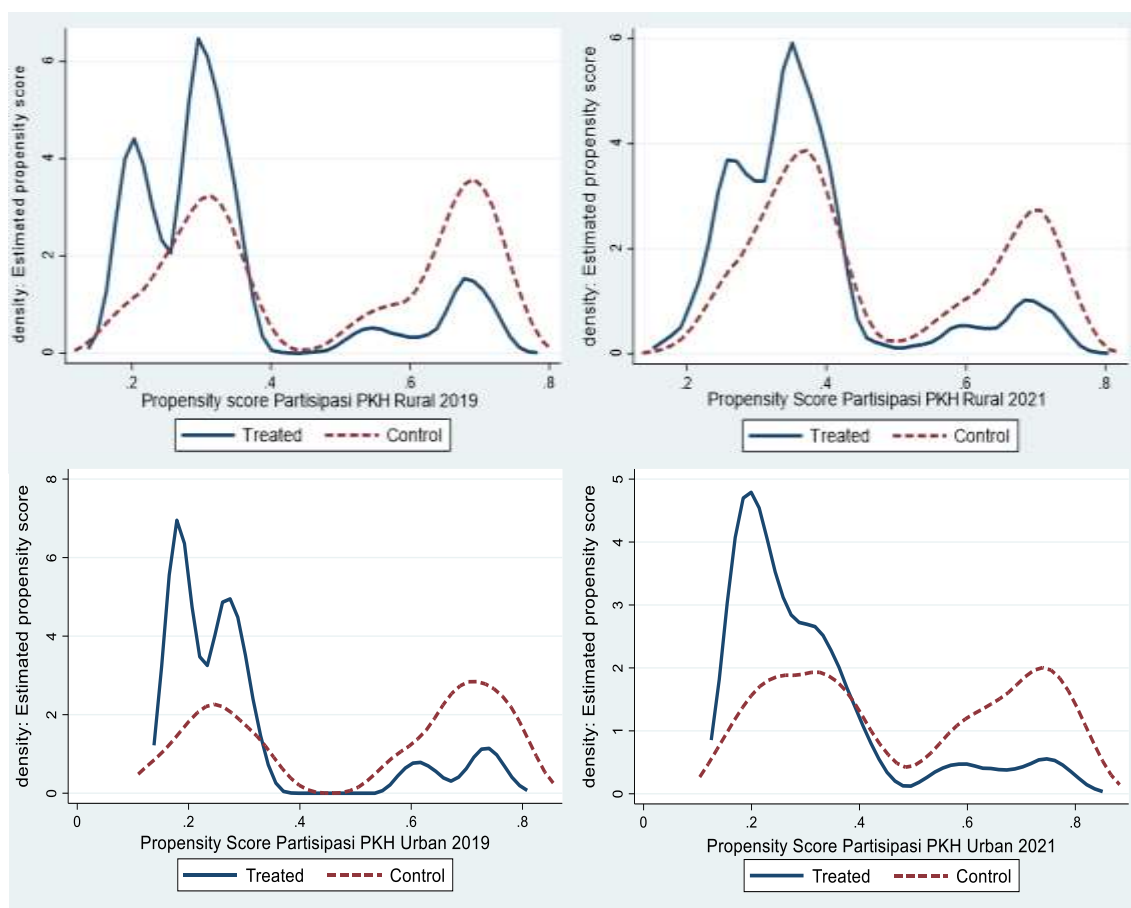 density: Estimated propensity score
6
4
2
0
.2 .4 .6 .8
Propensity score Partisipasi PKH Rural 2019
Treated Control
density: Estimated propensity score
6
4
2
0
.2 .4 .6 .8
Propensity Score Partisipasi PKH Rural 2021
Treated Control
density: Estimated propensity score
8
6
4
2
0
0 .2 .4 .6 .8
Propensity Score Partisipasi PKH Urban 2019
Treated Control
density: Estimated propensity score
5
4
3
2
1
0
0 .2 .4 .6 .8
Propensity Score Partisipasi PKH Urban 2021
Treated Control